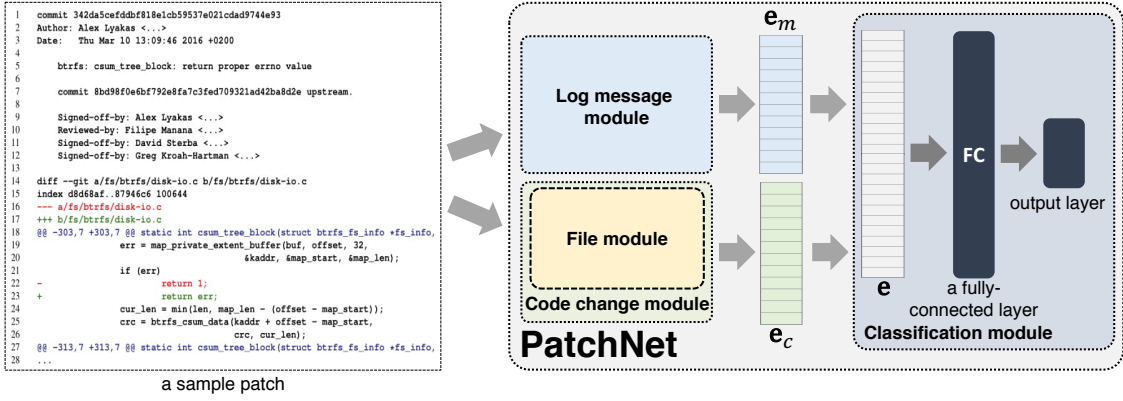 1 commit 342da5cefddbf818e1cb59537e021cdad9744e93
2 Author: Alex Lyakas <...>
3 Date: Thu Mar 10 13:09:46 2016 +0200
4
5 btrfs: csum_tree_block: return proper errno value
6
7 commit 8bd98f0e6bf792e8fa7c3fed709321ad42ba8d2e upstream.
8
9 Signed-off-by: Alex Lyakas <...>
10 Reviewed-by: Filipe Manana <...>
11 Signed-off-by: David Sterba <...>
12 Signed-off-by: Greg Kroah-Hartman <...>
13
14 diff --git a/fs/btrfs/disk-io.c b/fs/btrfs/disk-io.c
15 index d8d68af..87946c6 100644
16 --- a/fs/btrfs/disk-io.c
17 +++ b/fs/btrfs/disk-io.c
18 @@ -303,7 +303,7 @@ static int csum_tree_block(struct btrfs_fs_info *fs_info,
19 err = map_private_extent_buffer(buf, offset, 32,
20 &kaddr, &map_start, &map_len);
21 if (err)
22 - return 1;
23 + return err;
24 cur_len = min(len, map_len - (offset - map_start));
25 crc = btrfs_csum_data(kaddr + offset - map_start,
26 crc, cur_len);
27 @@ -313,7 +313,7 @@ static int csum_tree_block(struct btrfs_fs_info *fs_info,
28 ...
a sample patch
Log message
module
File module
Code change module
PatchNet
e_m
e_c
e
FC
a fully-
connected layer
output layer
Classification module